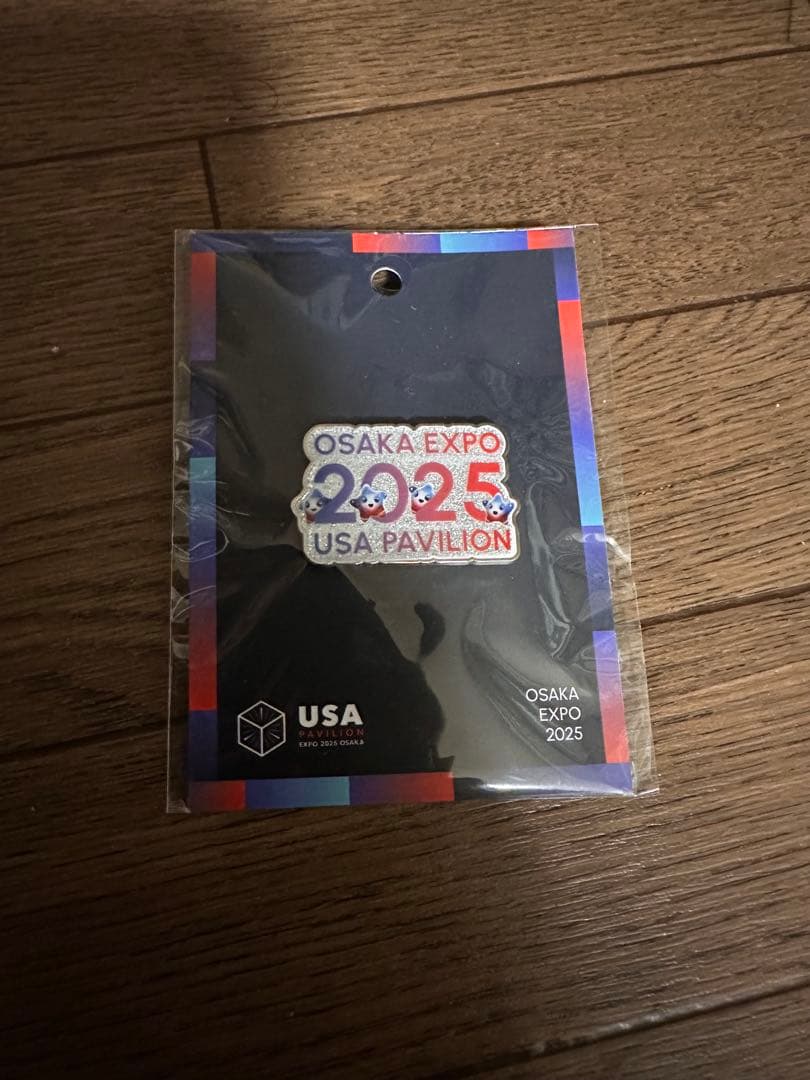 OSAKA EXPO
2025
USA PAVILION
USA
PAVILION
EXPO 2025 OSAKA
OSAKA
EXPO
2025